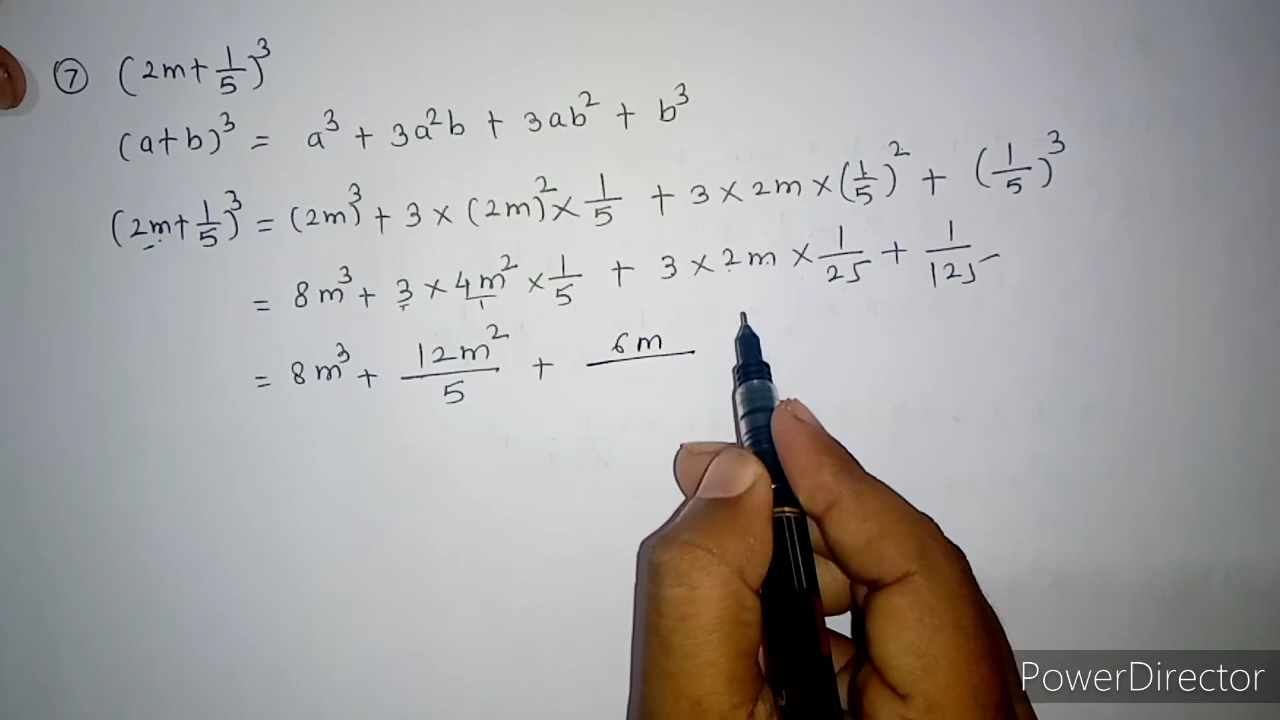 ⑦ (2m+1/5)³
(a+b)³ = a³ + 3a²b + 3ab² + b³
(2m+1/5)³ = (2m)³ + 3 × (2m)² × 1/5 + 3 × 2m × (1/5)² + (1/5)³
= 8m³ + 3 × 4m² × 1/5 + 3 × 2m × 1/25 + 1/125
= 8m³ + 12m²/5 + 6m/
PowerDirector